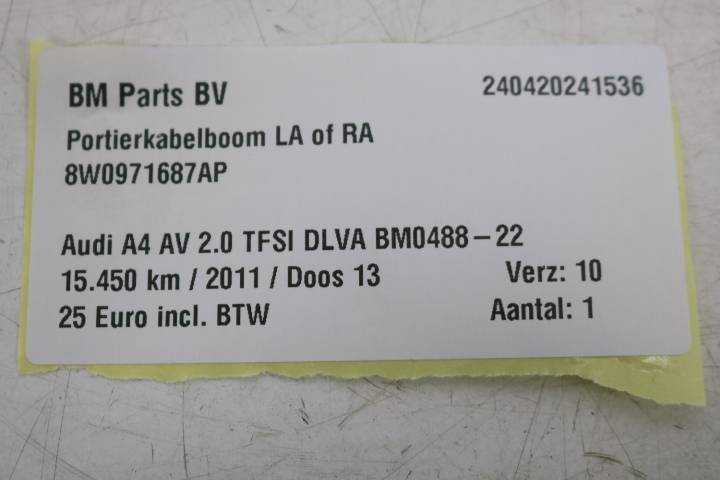 BM Parts BV 240420241536
Portierkabelboom LA of RA
8W0971687AP
Audi A4 AV 2.0 TFSI DLVA BM0488-22
15.450 km / 2011 / Doos 13 Verz: 10
25 Euro incl. BTW Aantal: 1